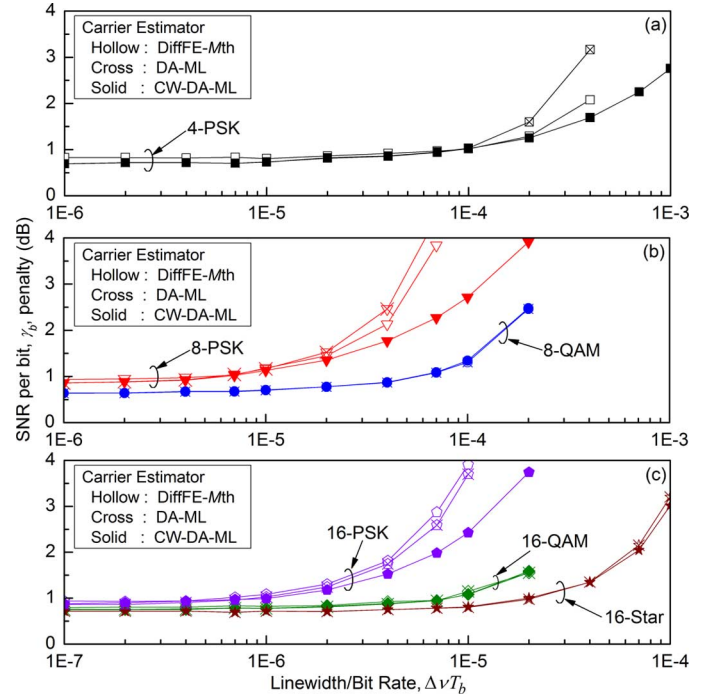 4
3
2
1
0
Carrier Estimator
Hollow : DiffFE-Mth
Cross : DA-ML
Solid : CW-DA-ML
(a)
4-PSK
1E-6 1E-5 1E-4 1E-3
SNR per bit, γb, penalty (dB)
4
3
2
1
0
Carrier Estimator
Hollow : DiffFE-Mth
Cross : DA-ML
Solid : CW-DA-ML
(b)
8-PSK
8-QAM
1E-6 1E-5 1E-4 1E-3
4
3
2
1
0
Carrier Estimator
Hollow : DiffFE-Mth
Cross : DA-ML
Solid : CW-DA-ML
(c)
16-PSK
16-QAM
16-Star
1E-7 1E-6 1E-5 1E-4
Linewidth/Bit Rate, ΔνTb